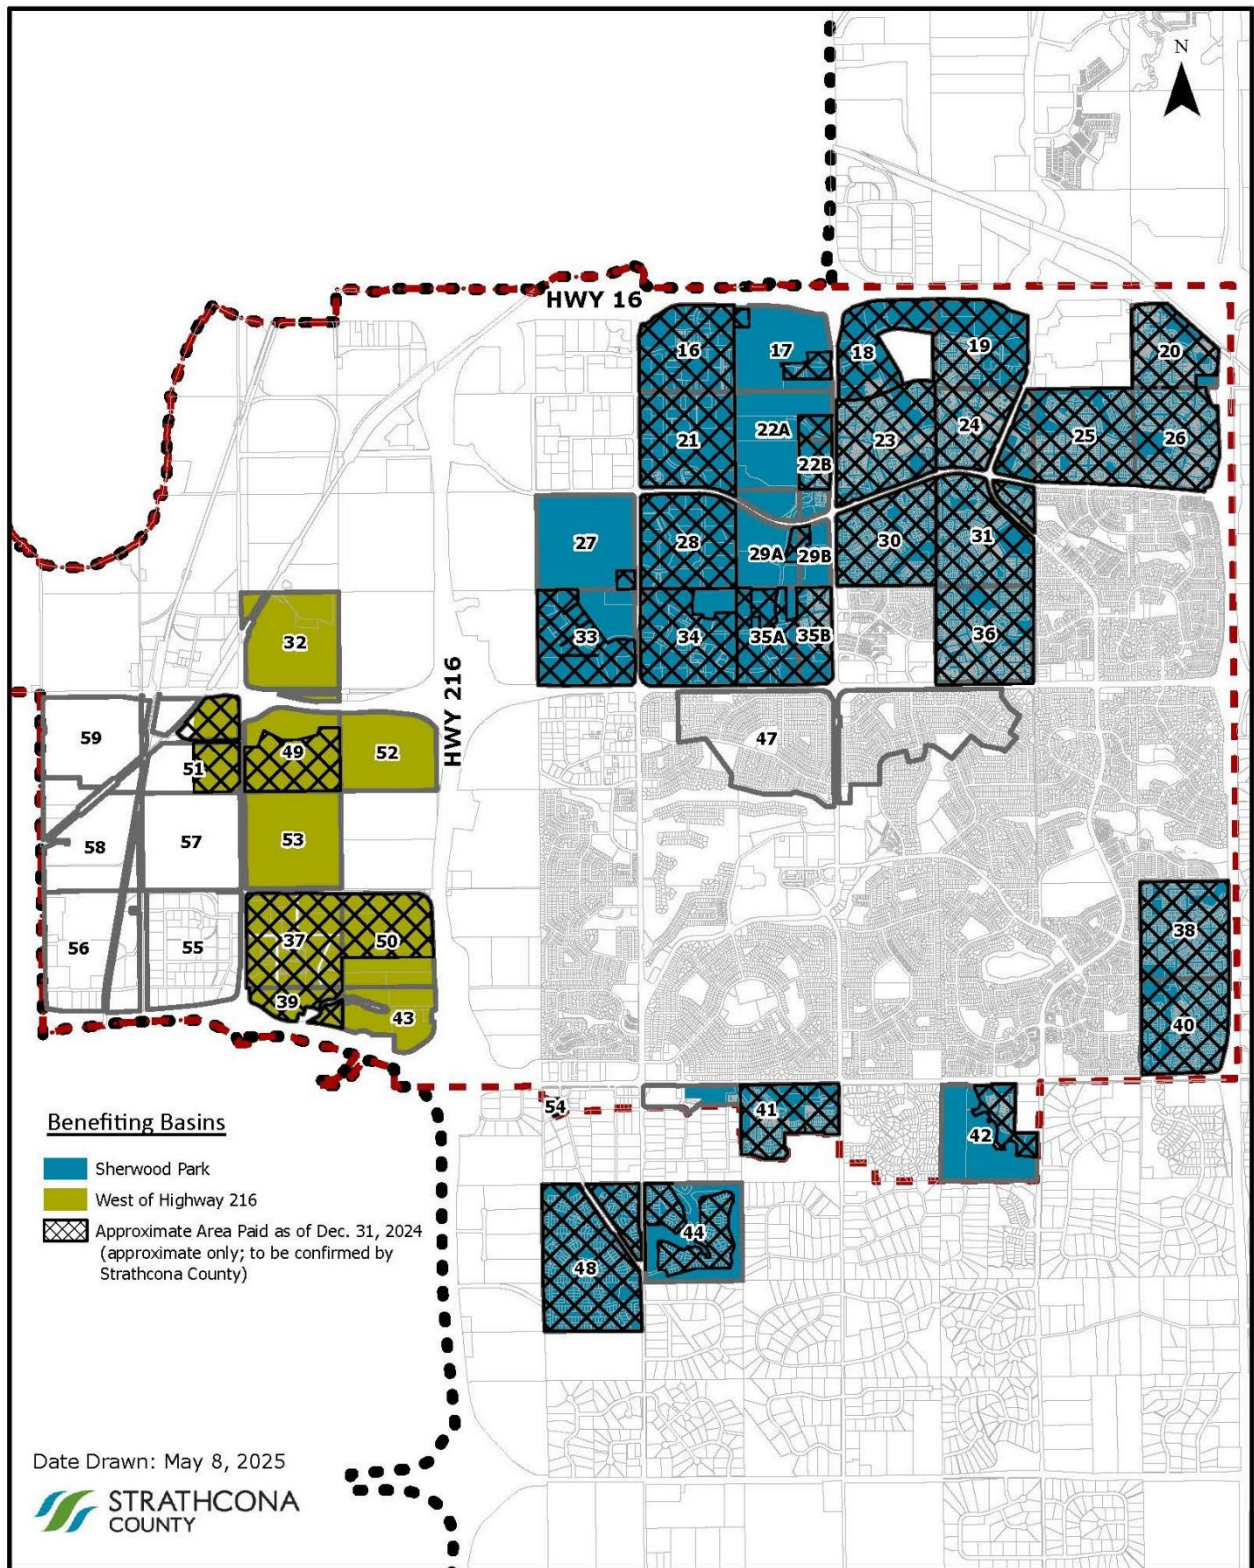 N
HWY 16
16
17
18
19
20
21
22A
22B
23
24
25
26
27
28
29A
29B
30
31
32
33
34
35A
35B
36
HWY 216
59
51
49
52
47
58
57
53
56
55
37
50
39
43
38
40
54
41
42
44
48
Benefiting Basins
Sherwood Park
West of Highway 216
Approximate Area Paid as of Dec. 31, 2024
(approximate only; to be confirmed by
Strathcona County)
Date Drawn: May 8, 2025
STRATHCONA
COUNTY